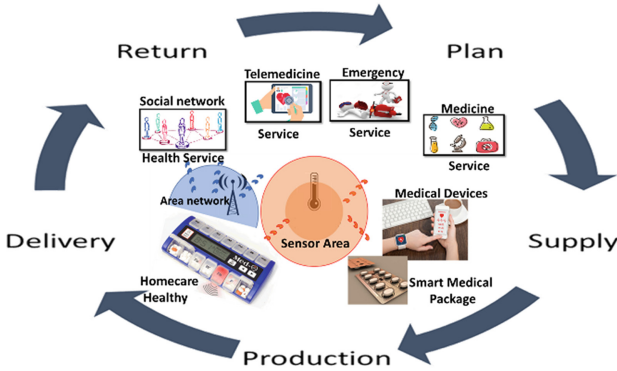 Return
Plan
Telemedicine
Emergency
Social network
Medicine
Service
Service
Health Service
Service
Area network
Medical Devices
Delivery
Sensor Area
Supply
Med-
Homecare
Healthy
Smart Medical
Package
Production